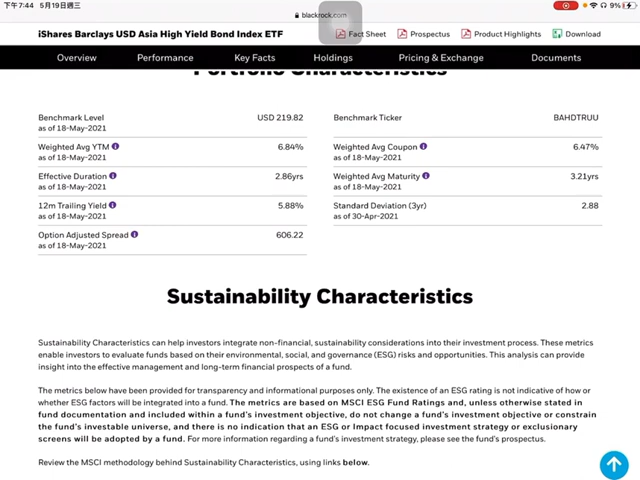 下午7:44 5月19日週三
9%
blackrock.com
iShares Barclays USD Asia High Yield Bond Index ETF
Fact Sheet Prospectus Product Highlights Download
Overview Performance Key Facts Holdings Pricing & Exchange Documents
Portfolio Characteristics
Benchmark Level USD 219.82 Benchmark Ticker BAHDTRUU
as of 18-May-2021
Weighted Avg YTM 6.84% Weighted Avg Coupon 6.47%
as of 18-May-2021 as of 18-May-2021
Effective Duration 2.86yrs Weighted Avg Maturity 3.21yrs
as of 18-May-2021 as of 18-May-2021
12m Trailing Yield 5.88% Standard Deviation (3yr) 2.88
as of 18-May-2021 as of 30-Apr-2021
Option Adjusted Spread 606.22
as of 18-May-2021
Sustainability Characteristics
Sustainability Characteristics can help investors integrate non-financial, sustainability considerations into their investment process. These metrics
enable investors to evaluate funds based on their environmental, social, and governance (ESG) risks and opportunities. This analysis can provide
insight into the effective management and long-term financial prospects of a fund.
The metrics below have been provided for transparency and informational purposes only. The existence of an ESG rating is not indicative of how or
whether ESG factors will be integrated into a fund. The metrics are based on MSCI ESG Fund Ratings and, unless otherwise stated in
fund documentation and included within a fund's investment objective, do not change a fund's investment objective or constrain
the fund's investable universe, and there is no indication that an ESG or Impact focused investment strategy or exclusionary
screens will be adopted by a fund. For more information regarding a fund's investment strategy, please see the fund's prospectus.
Review the MSCI methodology behind Sustainability Characteristics, using links below.